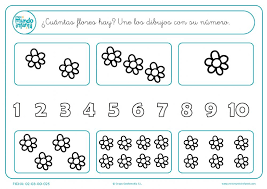 mundo
¿Cuántas flores hay? Une los dibujos con su número.
1 2 3 4 5 6 7 8 9 10